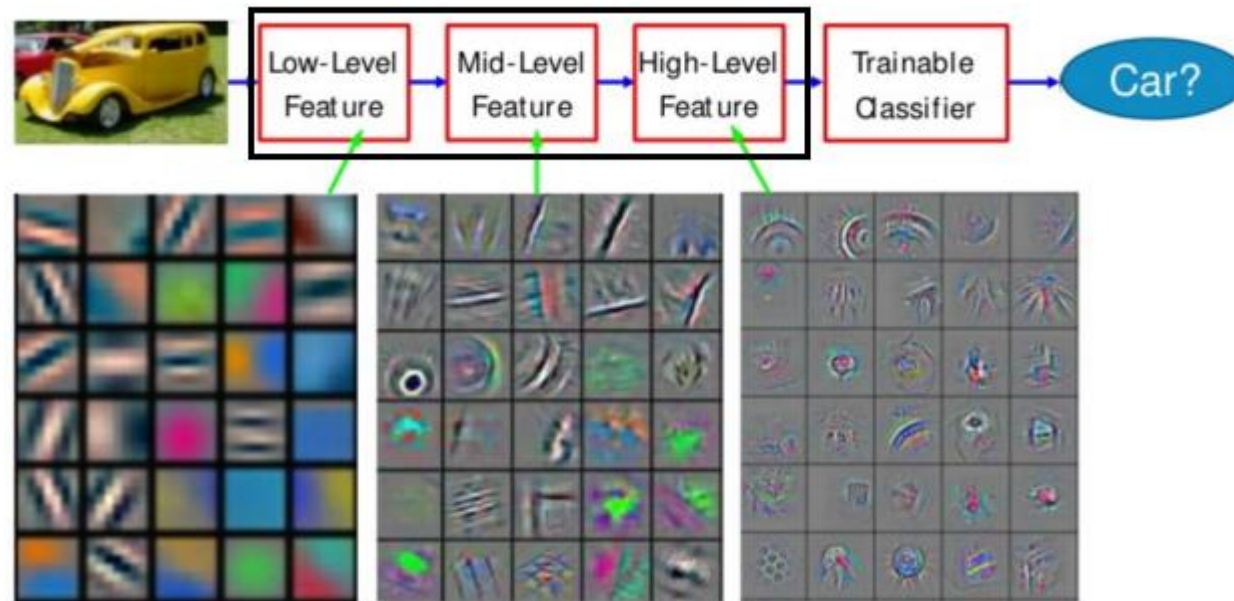 Low-Level
Feature
Mid-Level
Feature
High-Level
Feature
Trainable
Classifier
Car?